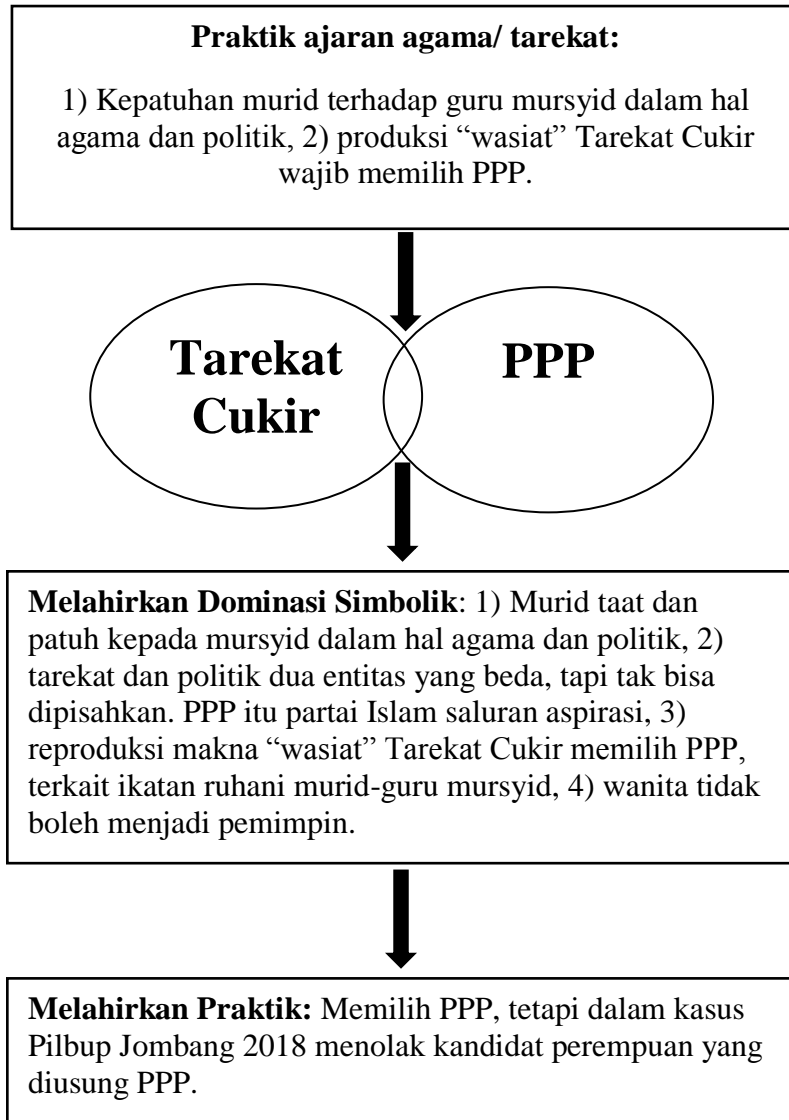 Praktik ajaran agama/ tarekat:
1) Kepatuhan murid terhadap guru mursyid dalam hal
agama dan politik, 2) produksi “wasiat” Tarekat Cukir
wajib memilih PPP.
Tarekat
Cukir
PPP
Melahirkan Dominasi Simbolik: 1) Murid taat dan
patuh kepada mursyid dalam hal agama dan politik, 2)
tarekat dan politik dua entitas yang beda, tapi tak bisa
dipisahkan. PPP itu partai Islam saluran aspirasi, 3)
reproduksi makna “wasiat” Tarekat Cukir memilih PPP,
terkait ikatan ruhani murid-guru mursyid, 4) wanita tidak
boleh menjadi pemimpin.
Melahirkan Praktik: Memilih PPP, tetapi dalam kasus
Pilbup Jombang 2018 menolak kandidat perempuan yang
diusung PPP.